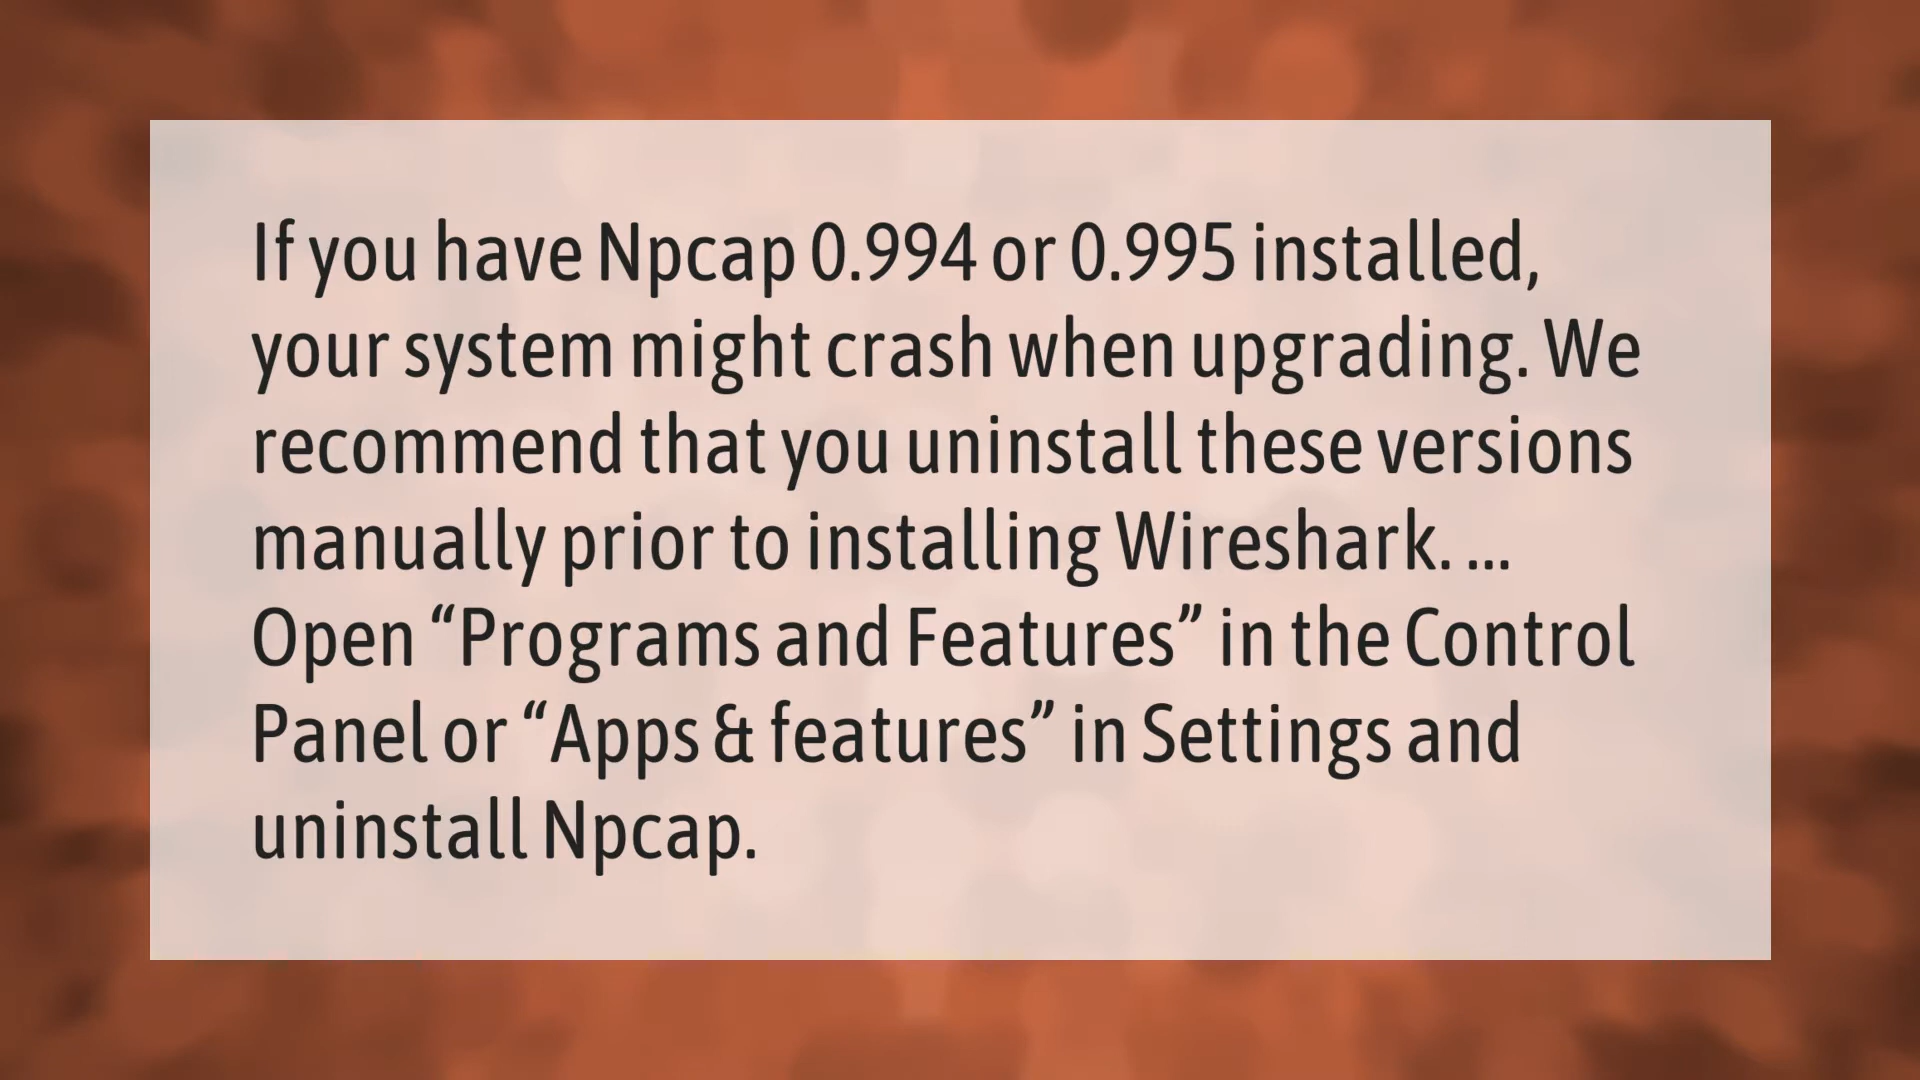 If you have Npcap 0.994 or 0.995 installed,
your system might crash when upgrading. We
recommend that you uninstall these versions
manually prior to installing Wireshark. ...
Open “Programs and Features” in the Control
Panel or “Apps & features” in Settings and
uninstall Npcap.